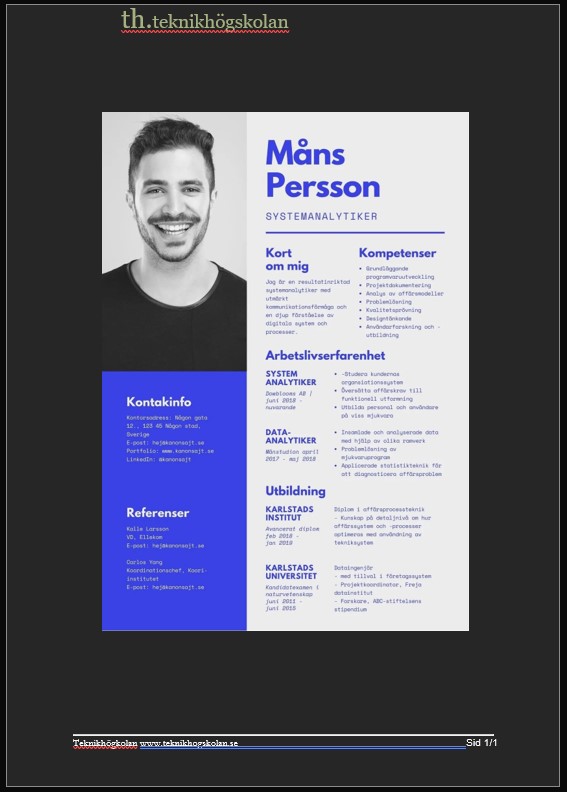 th.teknikhögskolan
Måns
Persson
SYSTEMANALYTIKER
Kort
om mig
Jag är en resultatinriktad
systemanalytiker med
utmärkt
kommunikationsförmåga och
en djup förståelse av
digitala system och
processer.
Kompetenser
• Grundläggande
programvaruutveckling
• Projektdokumentering
• Analys av affärsmodeller
• Problemlösning
• Kvalitetsprövning
• Designtänkande
• Användarforskning och -
utbildning
Arbetslivserfarenhet
SYSTEM
ANALYTIKER
Dowblooms AB |
juni 2018 -
nuvarande
• -Studera kundernas
organsiationssystem
• Översätta affärskrav till
funktionell utformning
• Utbilda personal och användare
på viss mjukvara
DATA-
ANALYTIKER
Månstudion april
2017 - maj 2018
• Insamlade och analyserade data
med hjälp av olika ramverk
• Problemlösning av
mjukvaruprogram
• Applicerade statistikteknik för
att diagnosticera affärsproblem
Utbildning
KARLSTADS
INSTITUT
Avancerat diplom
feb 2016 -
jan 2019
Diplom i affärsprocessteknik
- Kunskap på detaljnivå om hur
affärssystem och -processer
optimeras med användning av
tekniksystem
KARLSTADS
UNIVERSITET
Kandidatexamen i
naturvetenskap
juni 2011 -
juni 2015
Dataingenjör
- med tillval i företagssystem
- Projektkoordinator, Freja
datainstitut
- Forskare, ABC-stiftelsens
stipendium
Kontakinfo
Kontorsadress: Någon gata
12., 123 45 Någon stad,
Sverige
E-post: hej@kanonsajt.se
Portfolio: www.kanonsajt.se
LinkedIn: @kanonsajt
Referenser
Kalle Larsson
VD, Ellekom
E-post: hej@kanonsajt.se
Carlos Yang
Koordinationschef, Koori-
institutet
E-post: hej@kanonsajt.se
Teknikhögkolan www.teknikhogskolan.se Sid 1/1